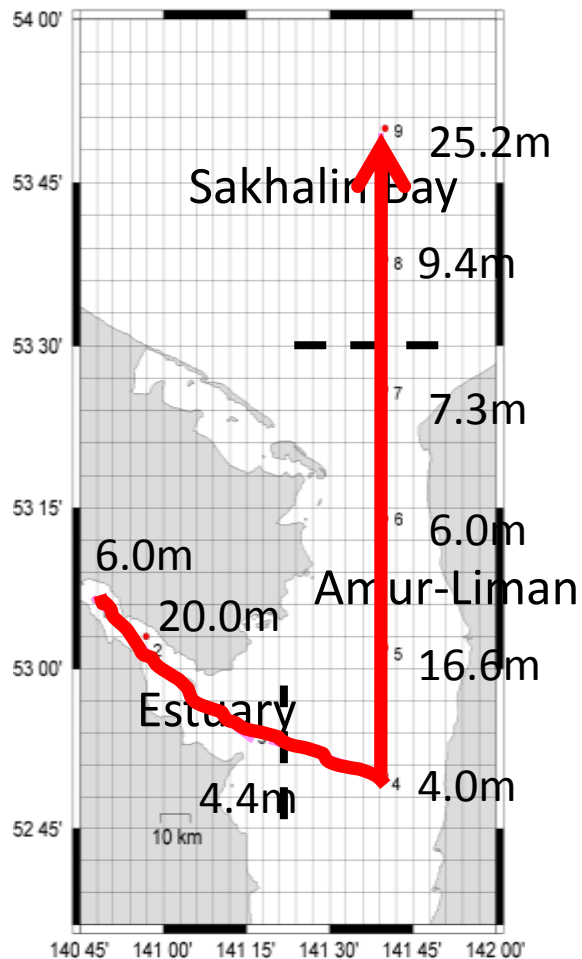 54 00'
9
25.2m
53 45'
Sakhalin Bay
8
9.4m
53 30'
7
7.3m
53 15'
6
6.0m
6.0m
Amur-Liman
20.0m
2
5
16.6m
53 00'
Estuary
3
4
4.0m
4.4m
52 45'
10 km
140 45'
141 00'
141 15'
141 30'
141 45'
142 00'